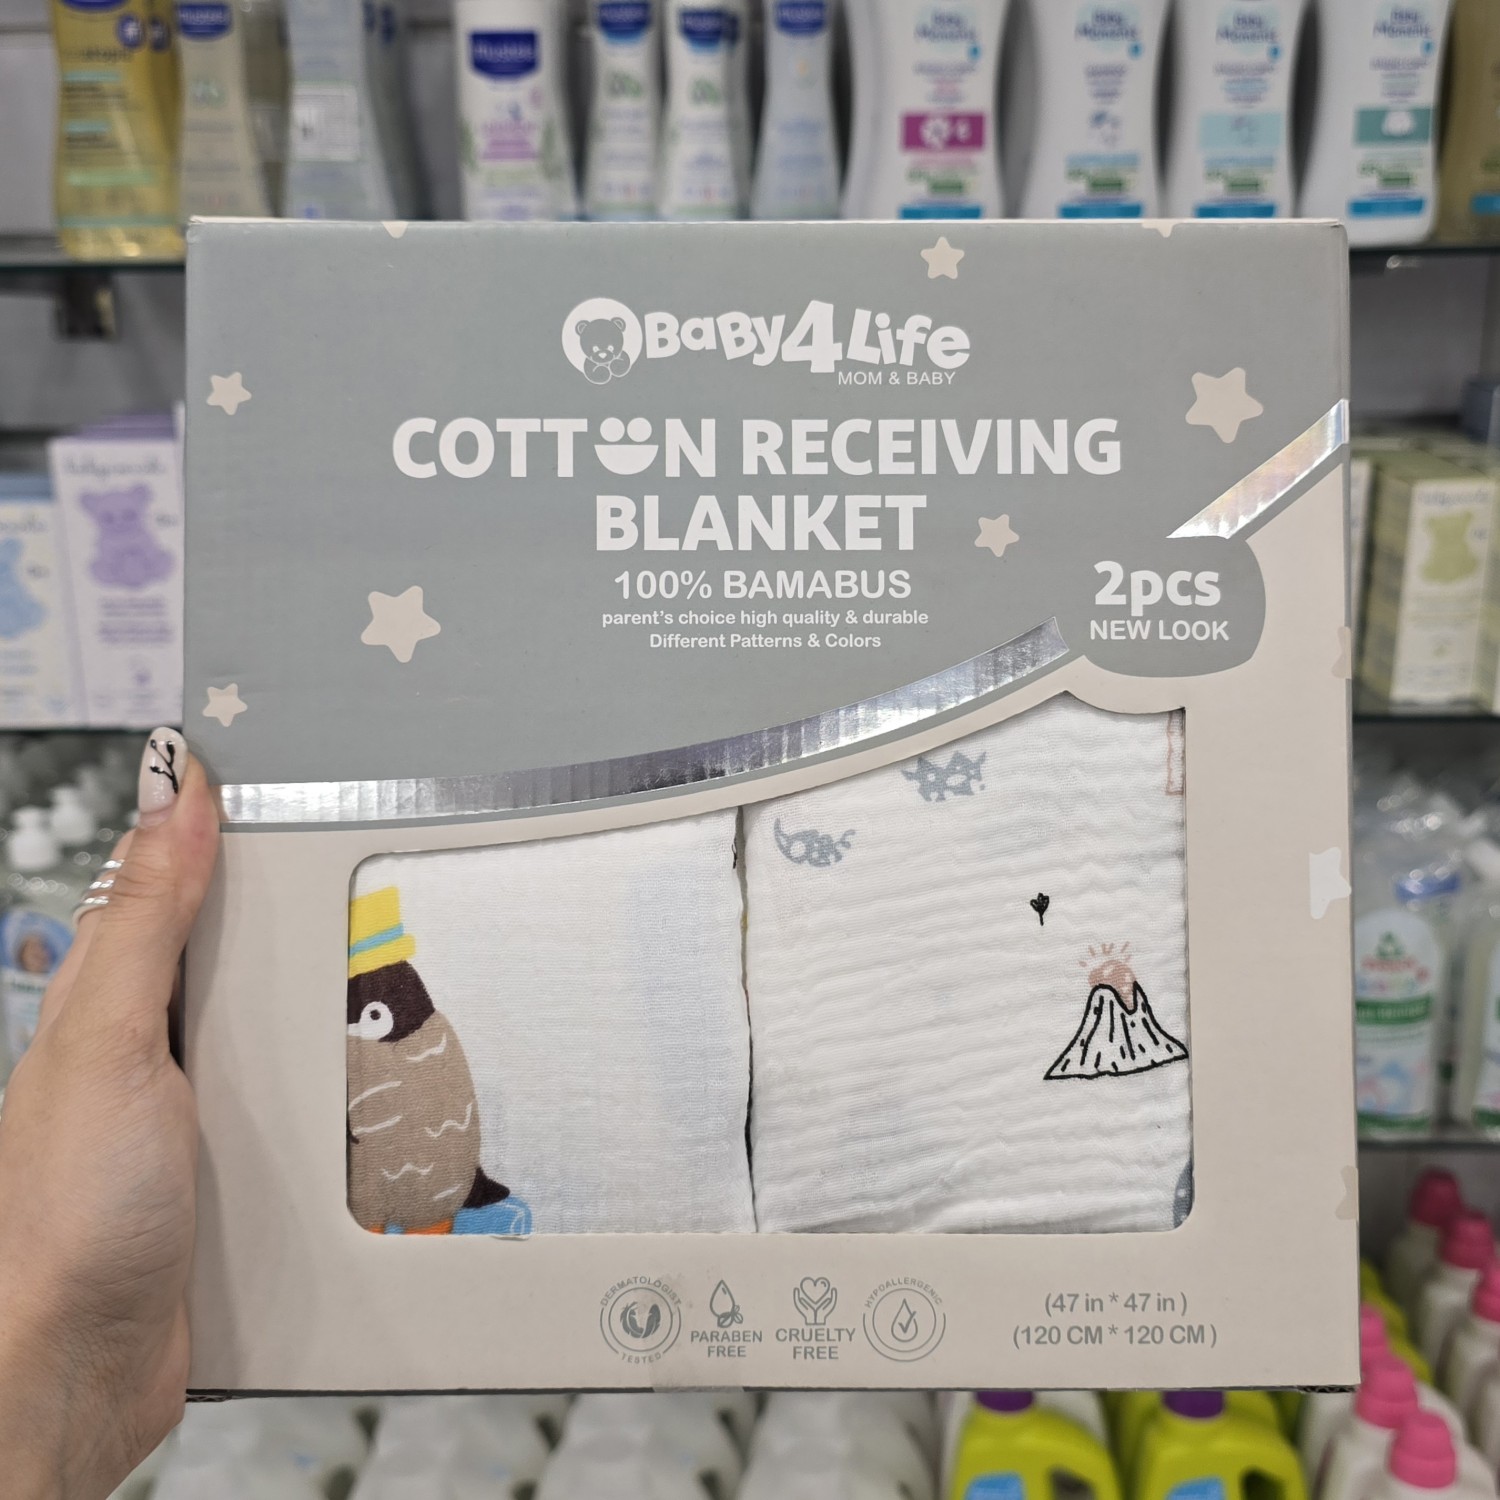 Baby4Life
MOM & BABY
COTTON RECEIVING
BLANKET
100% BAMABUS
parent's choice high quality & durable
Different Patterns & Colors
2pcs
NEW LOOK
DERMATOLOGIST
TESTED
PARABEN
FREE
CRUELTY
FREE
HYPOALLERGENIC
(47 in * 47 in )
(120 CM * 120 CM )